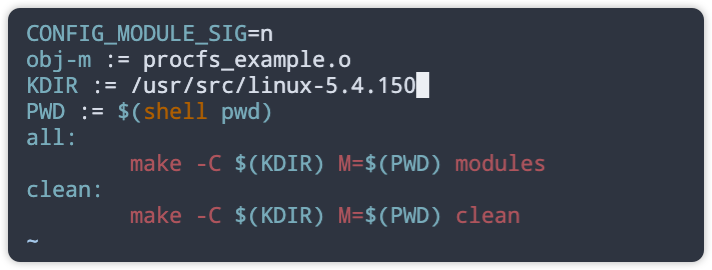 CONFIG_MODULE_SIG=n
obj-m := procfs_example.o
KDIR := /usr/src/linux-5.4.150
PWD := $(shell pwd)
all:
        make -C $(KDIR) M=$(PWD) modules
clean:
        make -C $(KDIR) M=$(PWD) clean
~